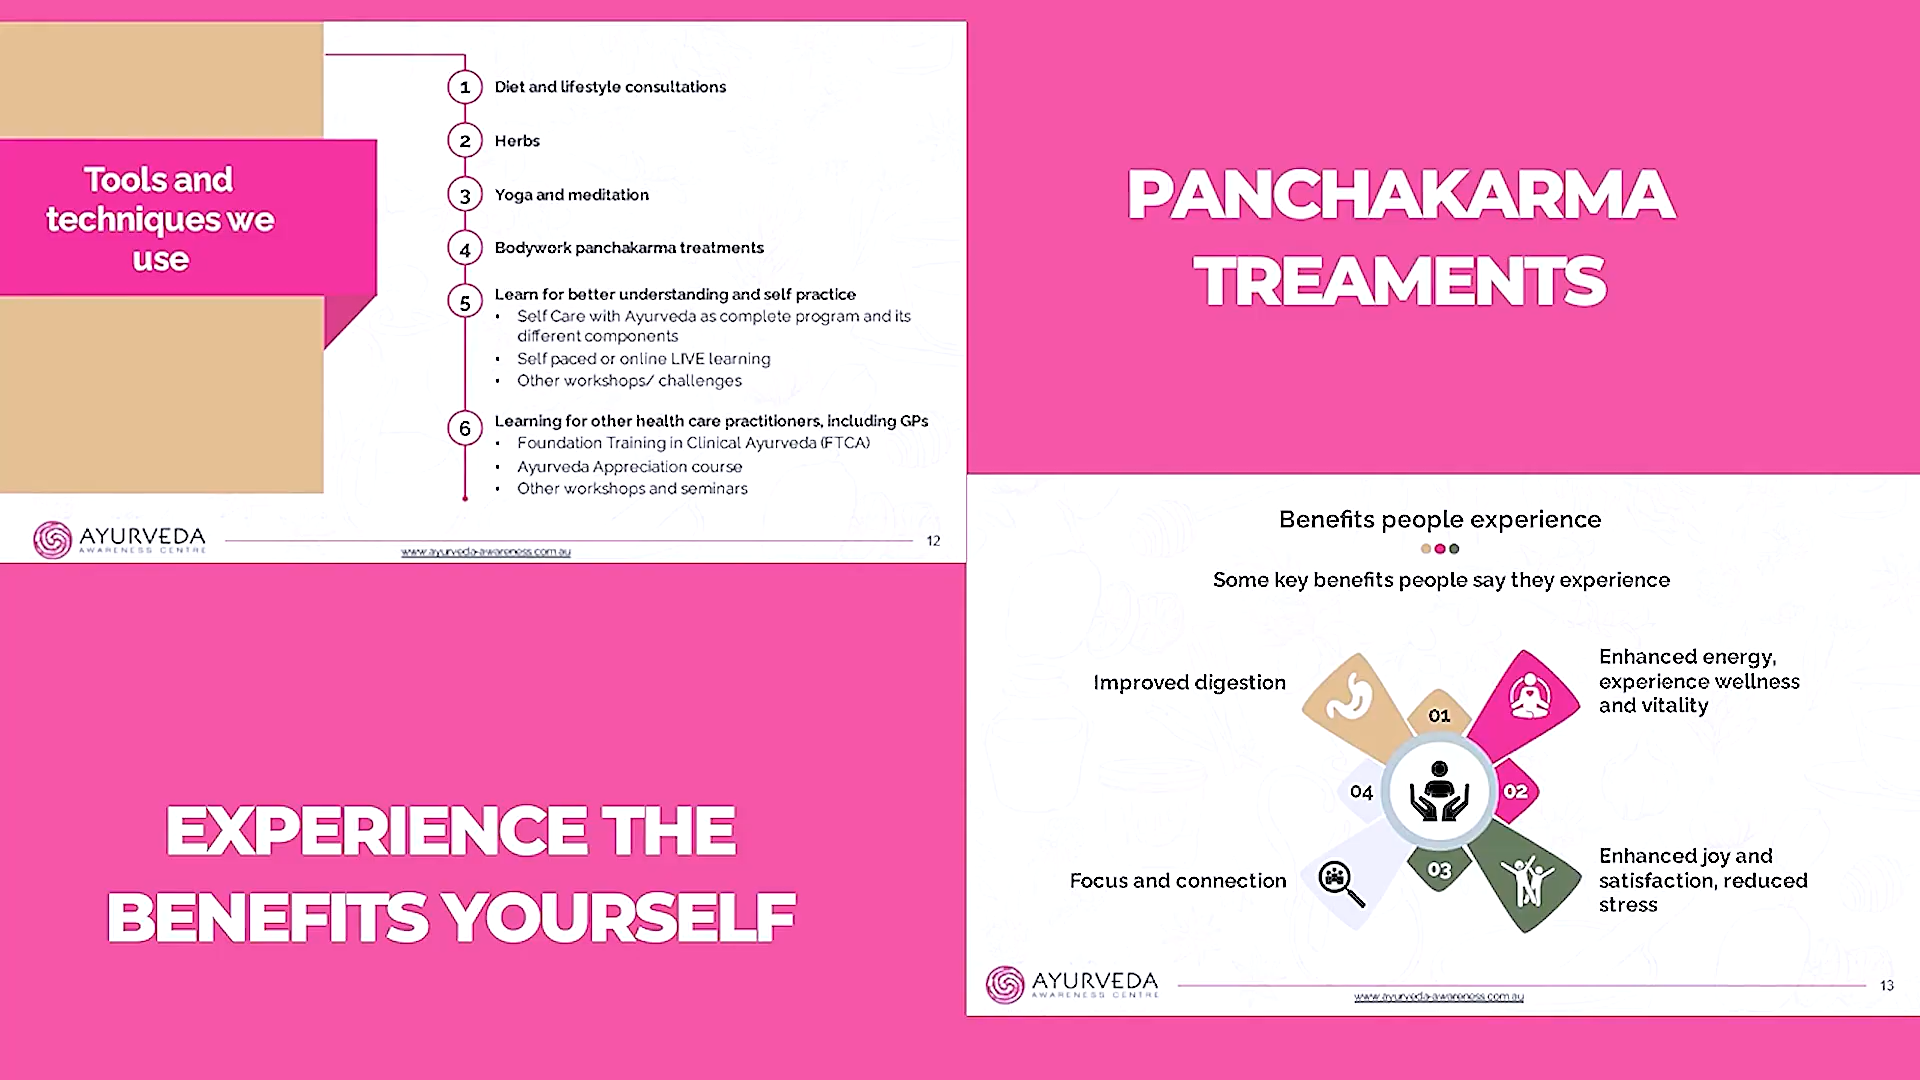 Tools and
techniques we
use
1 Diet and lifestyle consultations
2 Herbs
3 Yoga and meditation
4 Bodywork panchakarma treatments
5 Learn for better understanding and self practice
• Self Care with Ayurveda as complete program and its
different components
• Self paced or online LIVE learning
• Other workshops/ challenges
6 Learning for other health care practitioners, including GPs
• Foundation Training in Clinical Ayurveda (FTCA)
• Ayurveda Appreciation course
• Other workshops and seminars
AYURVEDA
AWARENESS CENTRE
www.ayurveda-awareness.com.au
12
PANCHAKARMA
TREAMENTS
EXPERIENCE THE
BENEFITS YOURSELF
Benefits people experience
Some key benefits people say they experience
Improved digestion
Enhanced energy,
experience wellness
and vitality
01
04
02
03
Focus and connection
Enhanced joy and
satisfaction, reduced
stress
AYURVEDA
AWARENESS CENTRE
www.ayurveda-awareness.com.au
13